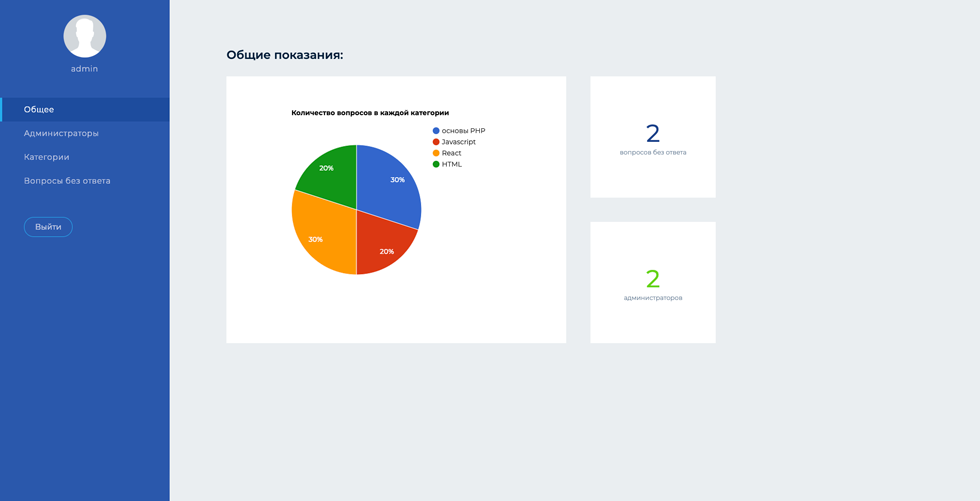 admin
Общее
Администраторы
Категории
Вопросы без ответа
Выйти
Общие показания:
Количество вопросов в каждой категории
основы PHP
Javascript
React
HTML
20%
30%
30%
20%
2
вопросов без ответа
2
администраторов